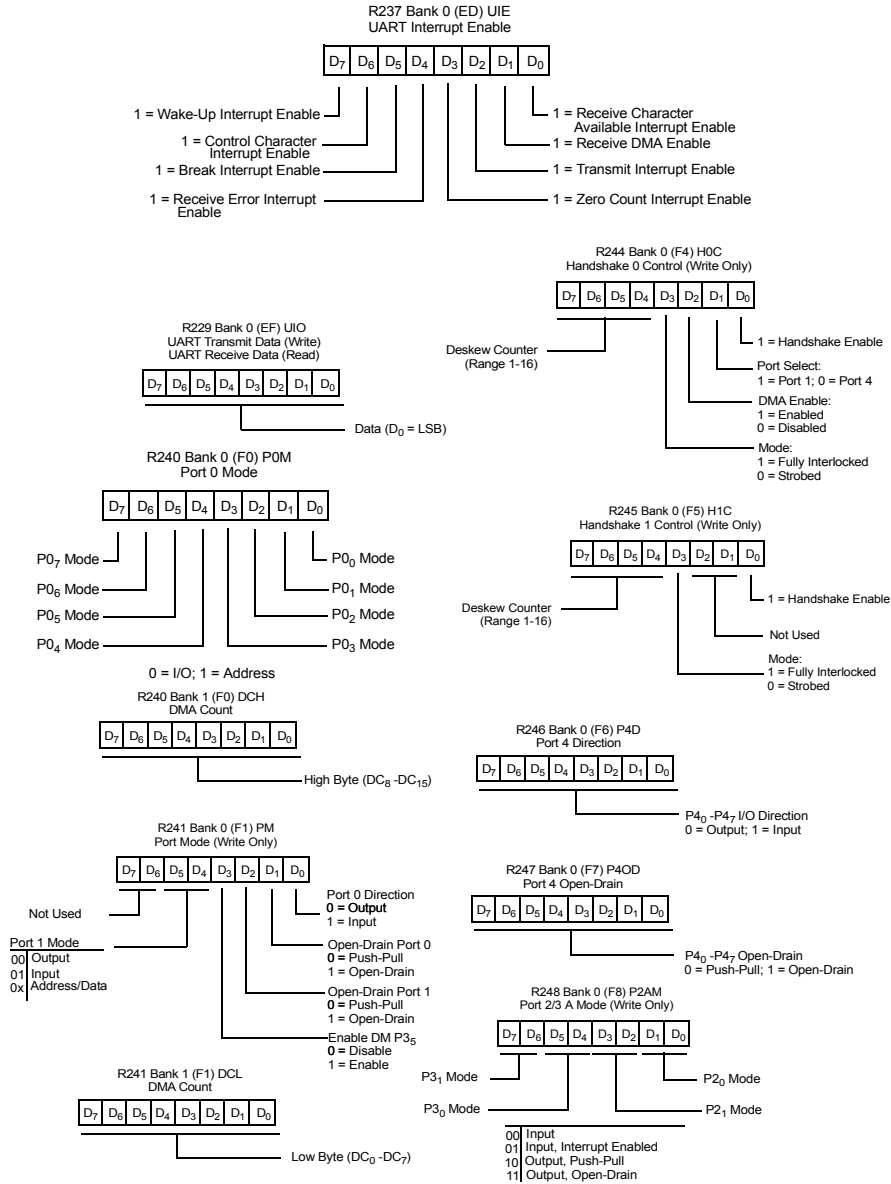 R237 Bank 0 (ED) UIE
UART Interrupt Enable
D7 D6 D5 D4 D3 D2 D1 D0
1 = Wake-Up Interrupt Enable
1 = Control Character
Interrupt Enable
1 = Break Interrupt Enable
1 = Receive Error Interrupt
Enable
1 = Receive Character
Available Interrupt Enable
1 = Receive DMA Enable
1 = Transmit Interrupt Enable
1 = Zero Count Interrupt Enable
R229 Bank 0 (EF) UIO
UART Transmit Data (Write)
UART Receive Data (Read)
D7 D6 D5 D4 D3 D2 D1 D0
Data (D0 = LSB)
R240 Bank 0 (F0) P0M
Port 0 Mode
D7 D6 D5 D4 D3 D2 D1 D0
P07 Mode
P06 Mode
P05 Mode
P04 Mode
P00 Mode
P01 Mode
P02 Mode
P03 Mode
0 = I/O; 1 = Address
R240 Bank 1 (F0) DCH
DMA Count
D7 D6 D5 D4 D3 D2 D1 D0
High Byte (DC8 -DC15)
R241 Bank 0 (F1) PM
Port Mode (Write Only)
D7 D6 D5 D4 D3 D2 D1 D0
Not Used
Port 1 Mode
00 Output
01 Input
0x Address/Data
Port 0 Direction
0 = Output
1 = Input
Open-Drain Port 0
0 = Push-Pull
1 = Open-Drain
Open-Drain Port 1
0 = Push-Pull
1 = Open-Drain
Enable DM P35
0 = Disable
1 = Enable
R241 Bank 1 (F1) DCL
DMA Count
D7 D6 D5 D4 D3 D2 D1 D0
Low Byte (DC0 -DC7)
R244 Bank 0 (F4) H0C
Handshake 0 Control (Write Only)
D7 D6 D5 D4 D3 D2 D1 D0
Deskew Counter
(Range 1-16)
1 = Handshake Enable
Port Select:
1 = Port 1; 0 = Port 4
DMA Enable:
1 = Enabled
0 = Disabled
Mode:
1 = Fully Interlocked
0 = Strobed
R245 Bank 0 (F5) H1C
Handshake 1 Control (Write Only)
D7 D6 D5 D4 D3 D2 D1 D0
Deskew Counter
(Range 1-16)
1 = Handshake Enable
Not Used
Mode:
1 = Fully Interlocked
0 = Strobed
R246 Bank 0 (F6) P4D
Port 4 Direction
D7 D6 D5 D4 D3 D2 D1 D0
P40 -P47 I/O Direction
0 = Output; 1 = Input
R247 Bank 0 (F7) P4OD
Port 4 Open-Drain
D7 D6 D5 D4 D3 D2 D1 D0
P40 -P47 Open-Drain
0 = Push-Pull; 1 = Open-Drain
R248 Bank 0 (F8) P2AM
Port 2/3 A Mode (Write Only)
D7 D6 D5 D4 D3 D2 D1 D0
P31 Mode
P30 Mode
P20 Mode
P21 Mode
00 Input
01 Input, Interrupt Enabled
10 Output, Push-Pull
11 Output, Open-Drain